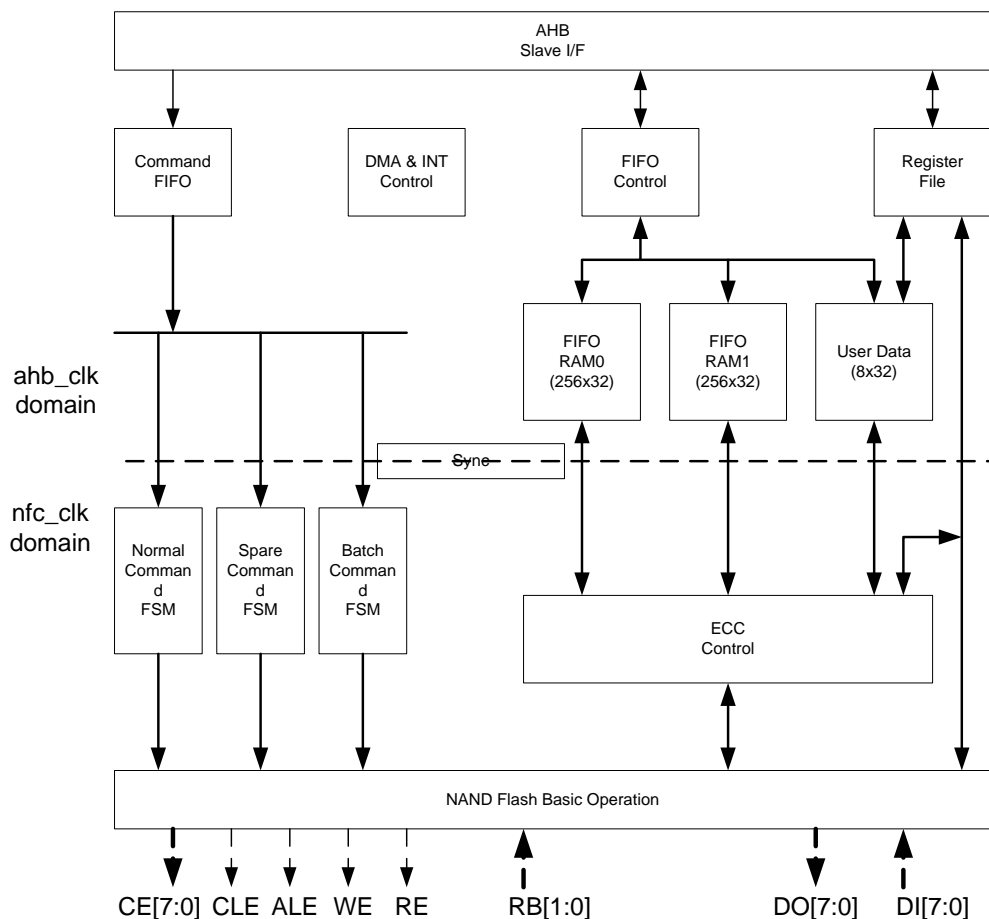 AHB
Slave I/F
Command
FIFO
DMA & INT
Control
FIFO
Control
Register
File
FIFO
RAM0
(256x32)
FIFO
RAM1
(256x32)
User Data
(8x32)
ahb_clk
domain
Sync
nfc_clk
domain
Normal
Comman
d
FSM
Spare
Comman
d
FSM
Batch
Comman
d
FSM
ECC
Control
NAND Flash Basic Operation
CE[7:0] CLE ALE WE RE RB[1:0] DO[7:0] DI[7:0]